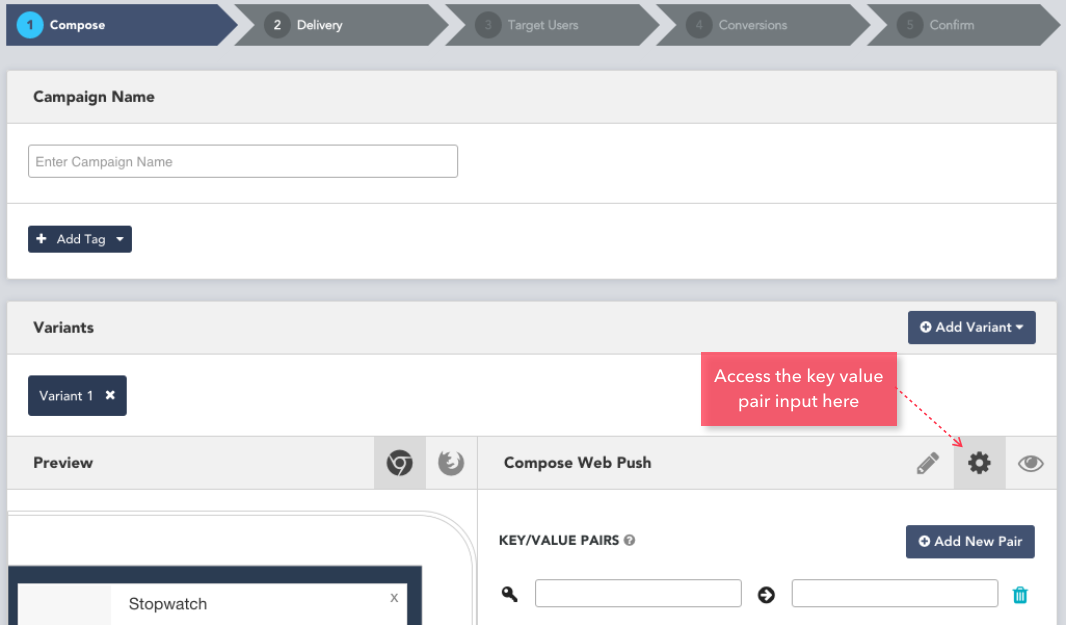 1 Compose
2 Delivery
3 Target Users
4 Conversions
5 Confirm
Campaign Name
Enter Campaign Name
Add Tag
Variants
Add Variant
Variant 1
Access the key value
pair input here
Preview
Compose Web Push
KEY/VALUE PAIRS ?
Add New Pair
Stopwatch
x